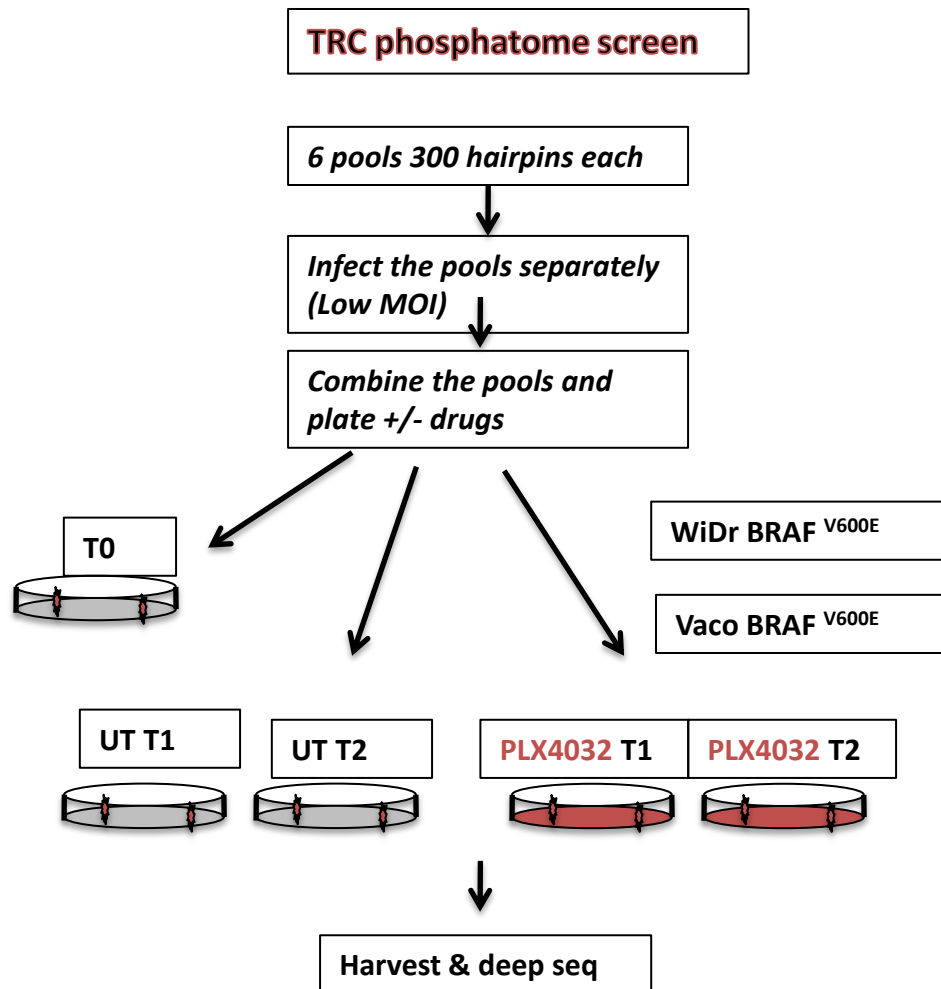 TRC phosphatome screen
6 pools 300 hairpins each
Infect the pools separately
(Low MOI)
Combine the pools and
plate +/- drugs
T0
WiDr BRAF V600E
Vaco BRAF V600E
UT T1
UT T2
PLX4032 T1
PLX4032 T2
Harvest & deep seq